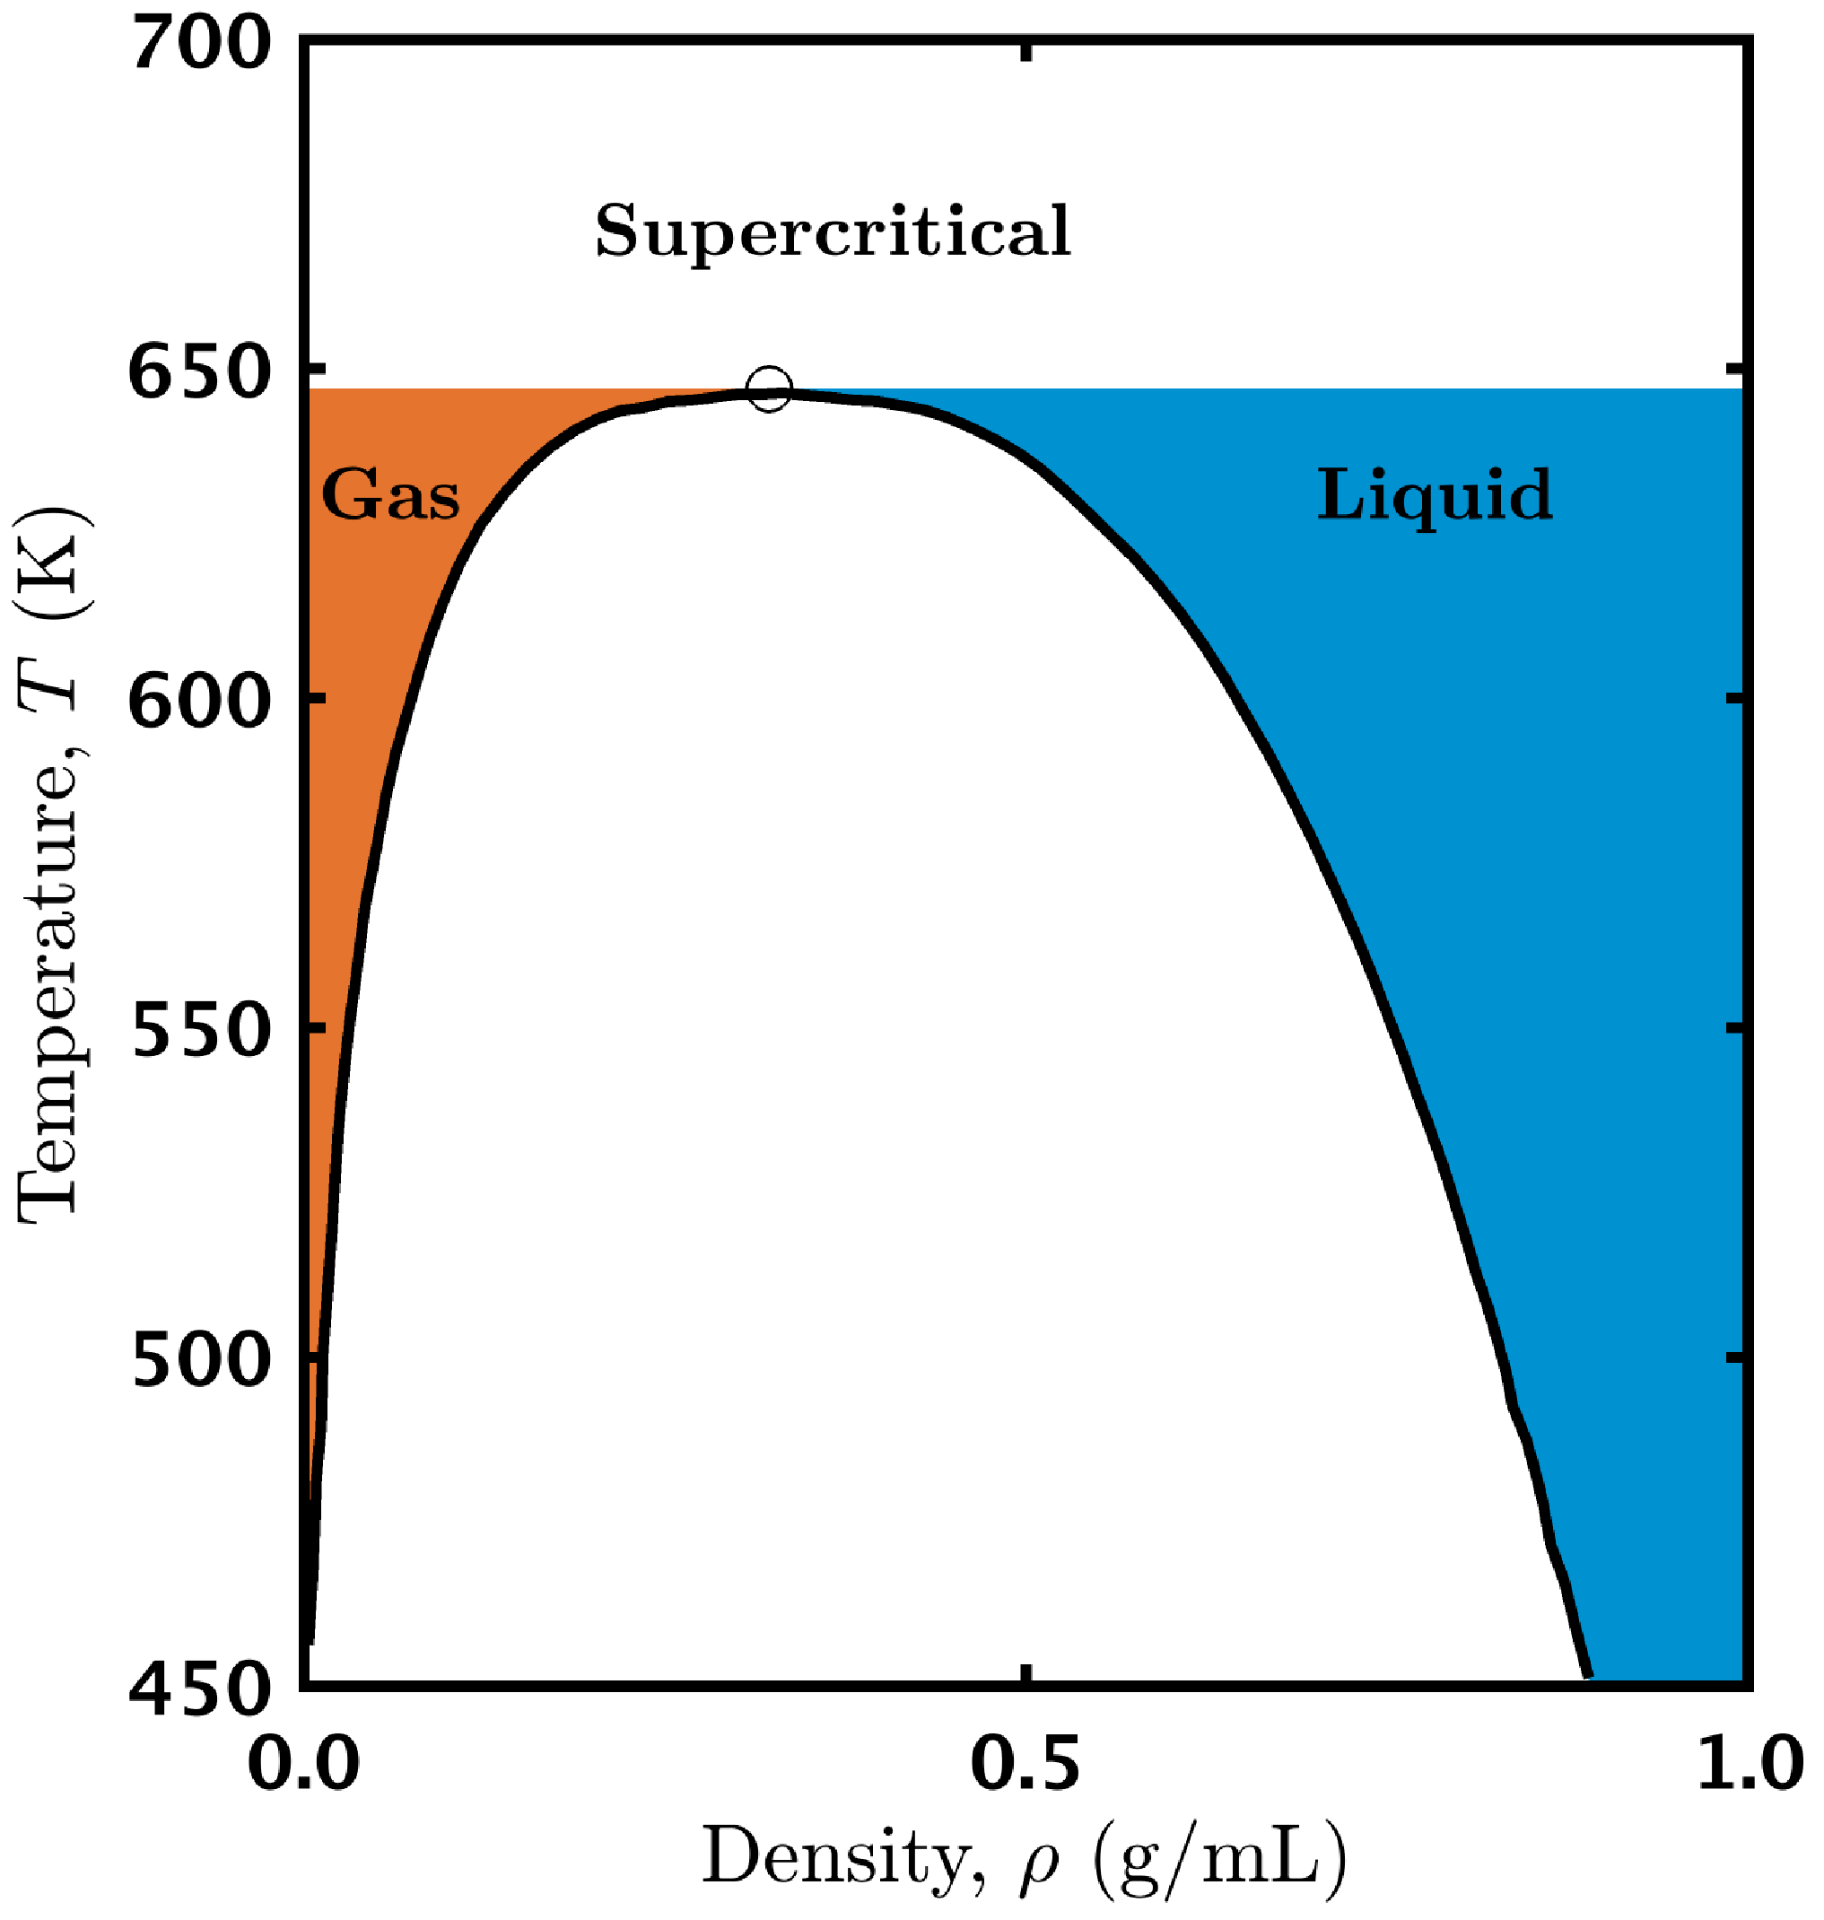 700
Supercritical
650
Gas
Liquid
600
550
500
450
0.0
0.5
1.0
Temperature, T (K)
Density, ρ (g/mL)